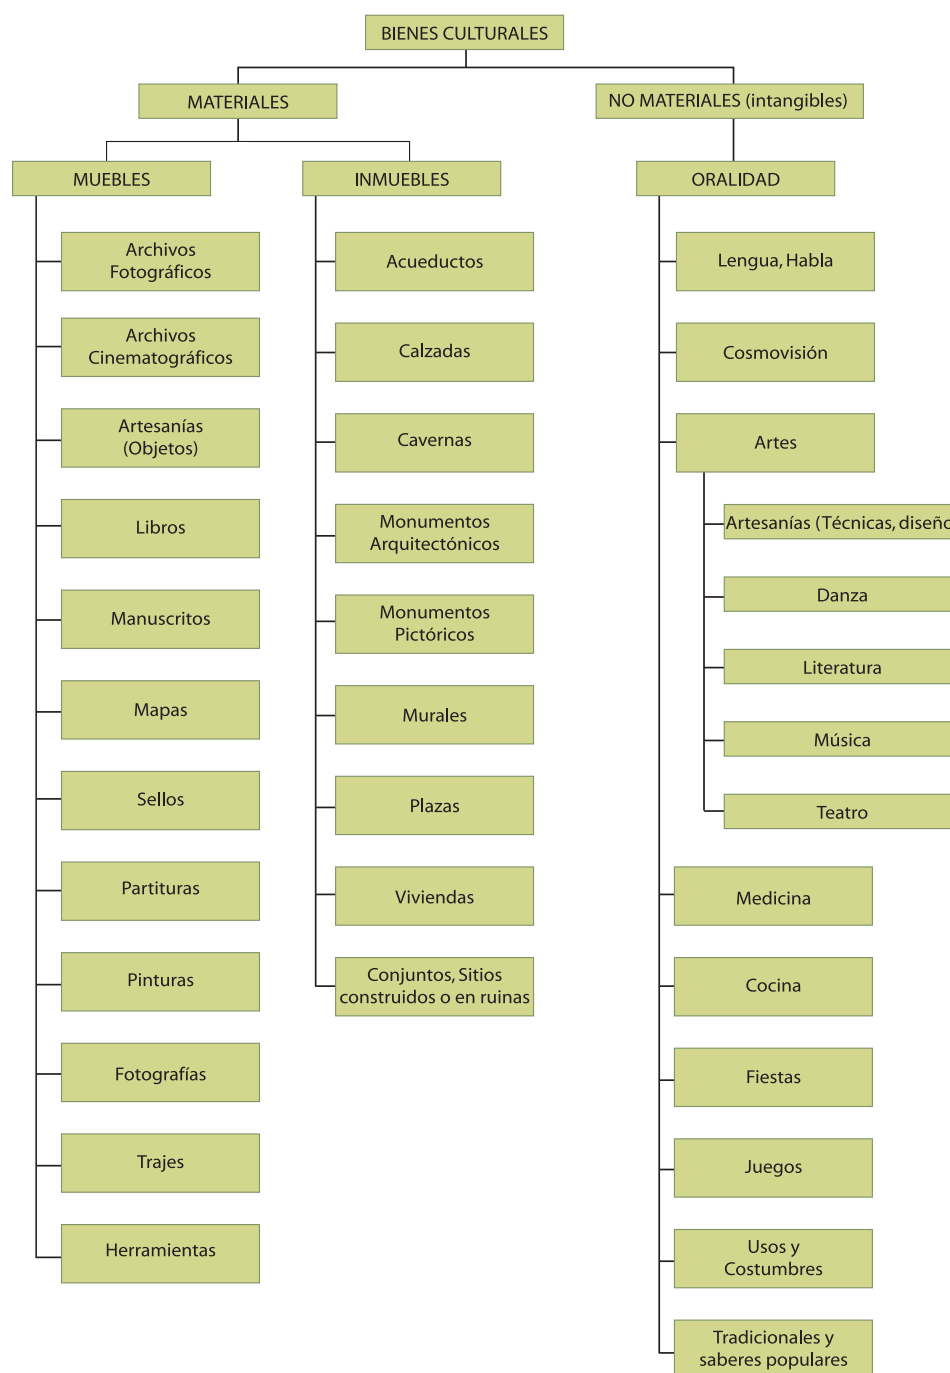 BIENES CULTURALES
MATERIALES
NO MATERIALES (intangibles)
MUEBLES
INMUEBLES
ORALIDAD
Archivos
Fotográficos
Archivos
Cinematográficos
Artesanías
(Objetos)
Libros
Manuscritos
Mapas
Sellos
Partituras
Pinturas
Fotografías
Trajes
Herramientas
Acueductos
Calzadas
Cavernas
Monumentos
Arquitectónicos
Monumentos
Pictóricos
Murales
Plazas
Viviendas
Conjuntos, Sitios
construidos o en ruinas
Lengua, Habla
Cosmovisión
Artes
Artesanías (Técnicas, diseño
Danza
Literatura
Música
Teatro
Medicina
Cocina
Fiestas
Juegos
Usos y
Costumbres
Tradicionales y
saberes populares